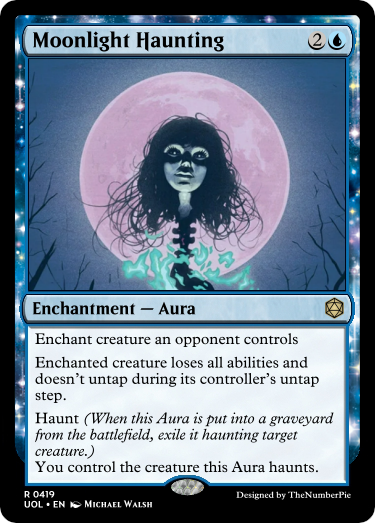 Moonlight Haunting 2
Enchantment — Aura
Enchant creature an opponent controls
Enchanted creature loses all abilities and
doesn't untap during its controller's untap
step.
Haunt (When this Aura is put into a graveyard
from the battlefield, exile it haunting target
creature.)
You control the creature this Aura haunts.
R 0419
UOL • EN Michael Walsh
Designed by TheNumberPie